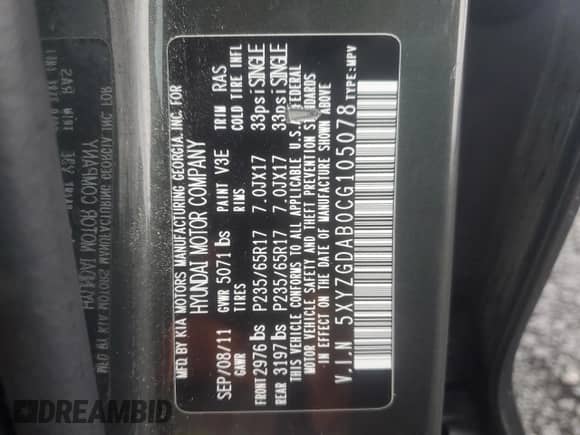 MFG BY KIA MOTORS MANUFACTURING GEORGIA, INC. FOR
HYUNDAI MOTOR COMPANY
SEP/08/11 GVWR 5071 lbs PAINT V3E TRIM RAS
GAWR TIRES RIMS COLD TIRE INFL
FRONT 2976 lbs P235/65R17 7.0JX17 33psi SINGLE
REAR 3197 lbs P235/65R17 7.0JX17 33psi SINGLE
THIS VEHICLE CONFORMS TO ALL APPLICABLE U.S.A. FEDERAL
MOTOR VEHICLE SAFETY AND THEFT PREVENTION STANDARDS
IN EFFECT ON THE DATE OF MANUFACTURE SHOWN ABOVE
V.I.N 5XYZGDAB0CG105078 TYPE:MPV
DREAMBID